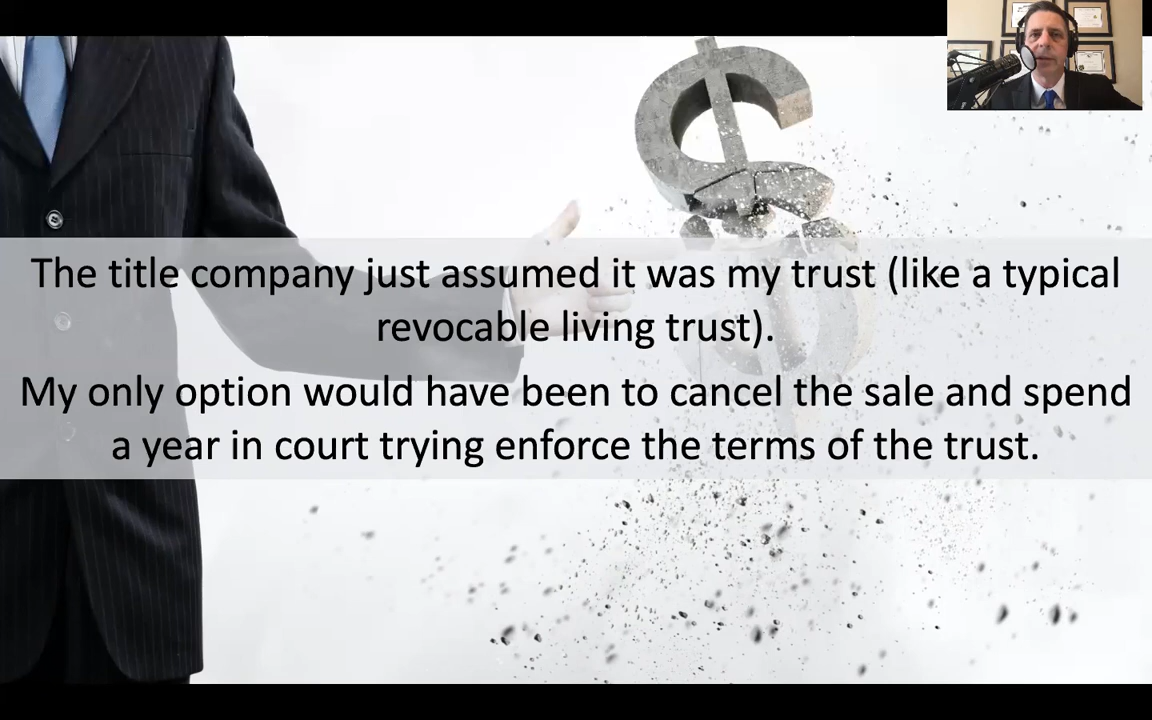 The title company just assumed it was my trust (like a typical
revocable living trust).
My only option would have been to cancel the sale and spend
a year in court trying enforce the terms of the trust.